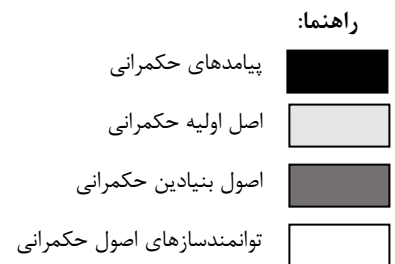 راهنما:
پیامدهای حکمرانی
اصل اولیه حکمرانی
اصول بنیادین حکمرانی
توانمندسازهای اصول حکمرانی